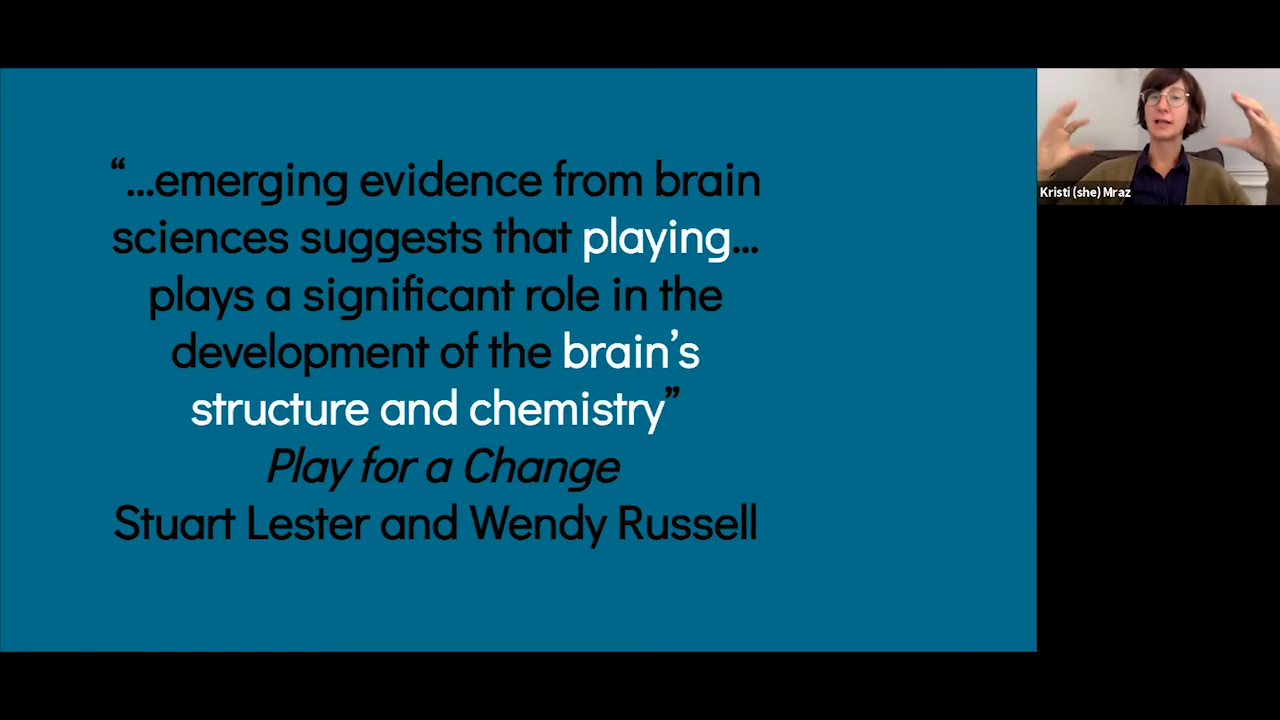 “...emerging evidence from brain
sciences suggests that playing...
plays a significant role in the
development of the brain’s
structure and chemistry”
Play for a Change
Stuart Lester and Wendy Russell
Kristi (she) Mraz